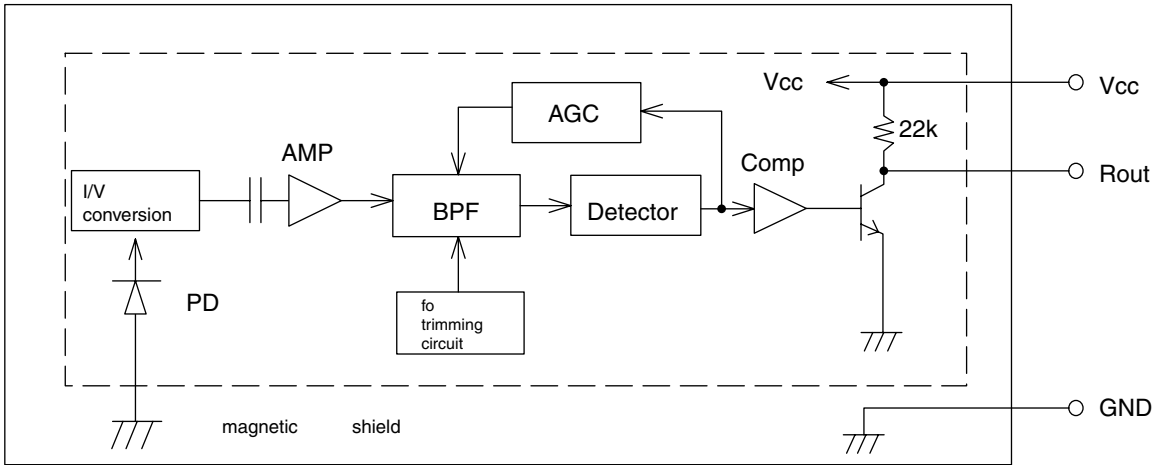 Vcc
Vcc
AGC
22k
AMP
Comp
Rout
I/V
conversion
BPF
Detector
PD
fo
trimming
circuit
GND
magnetic shield